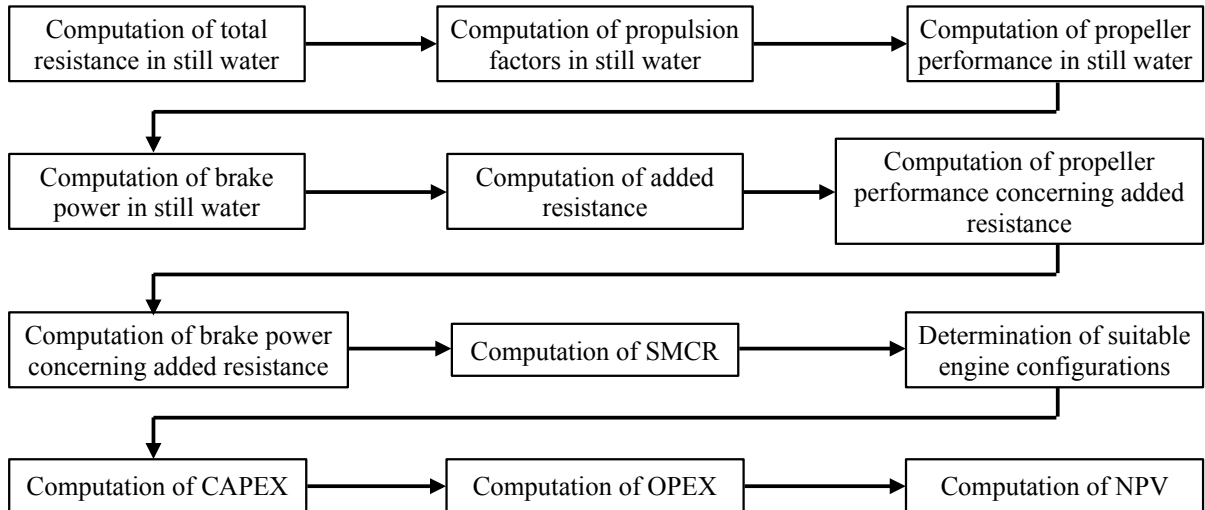 Computation of total
resistance in still water
Computation of propulsion
factors in still water
Computation of propeller
performance in still water
Computation of brake
power in still water
Computation of added
resistance
Computation of propeller
performance concerning added
resistance
Computation of brake power
concerning added resistance
Computation of SMCR
Determination of suitable
engine configurations
Computation of CAPEX
Computation of OPEX
Computation of NPV